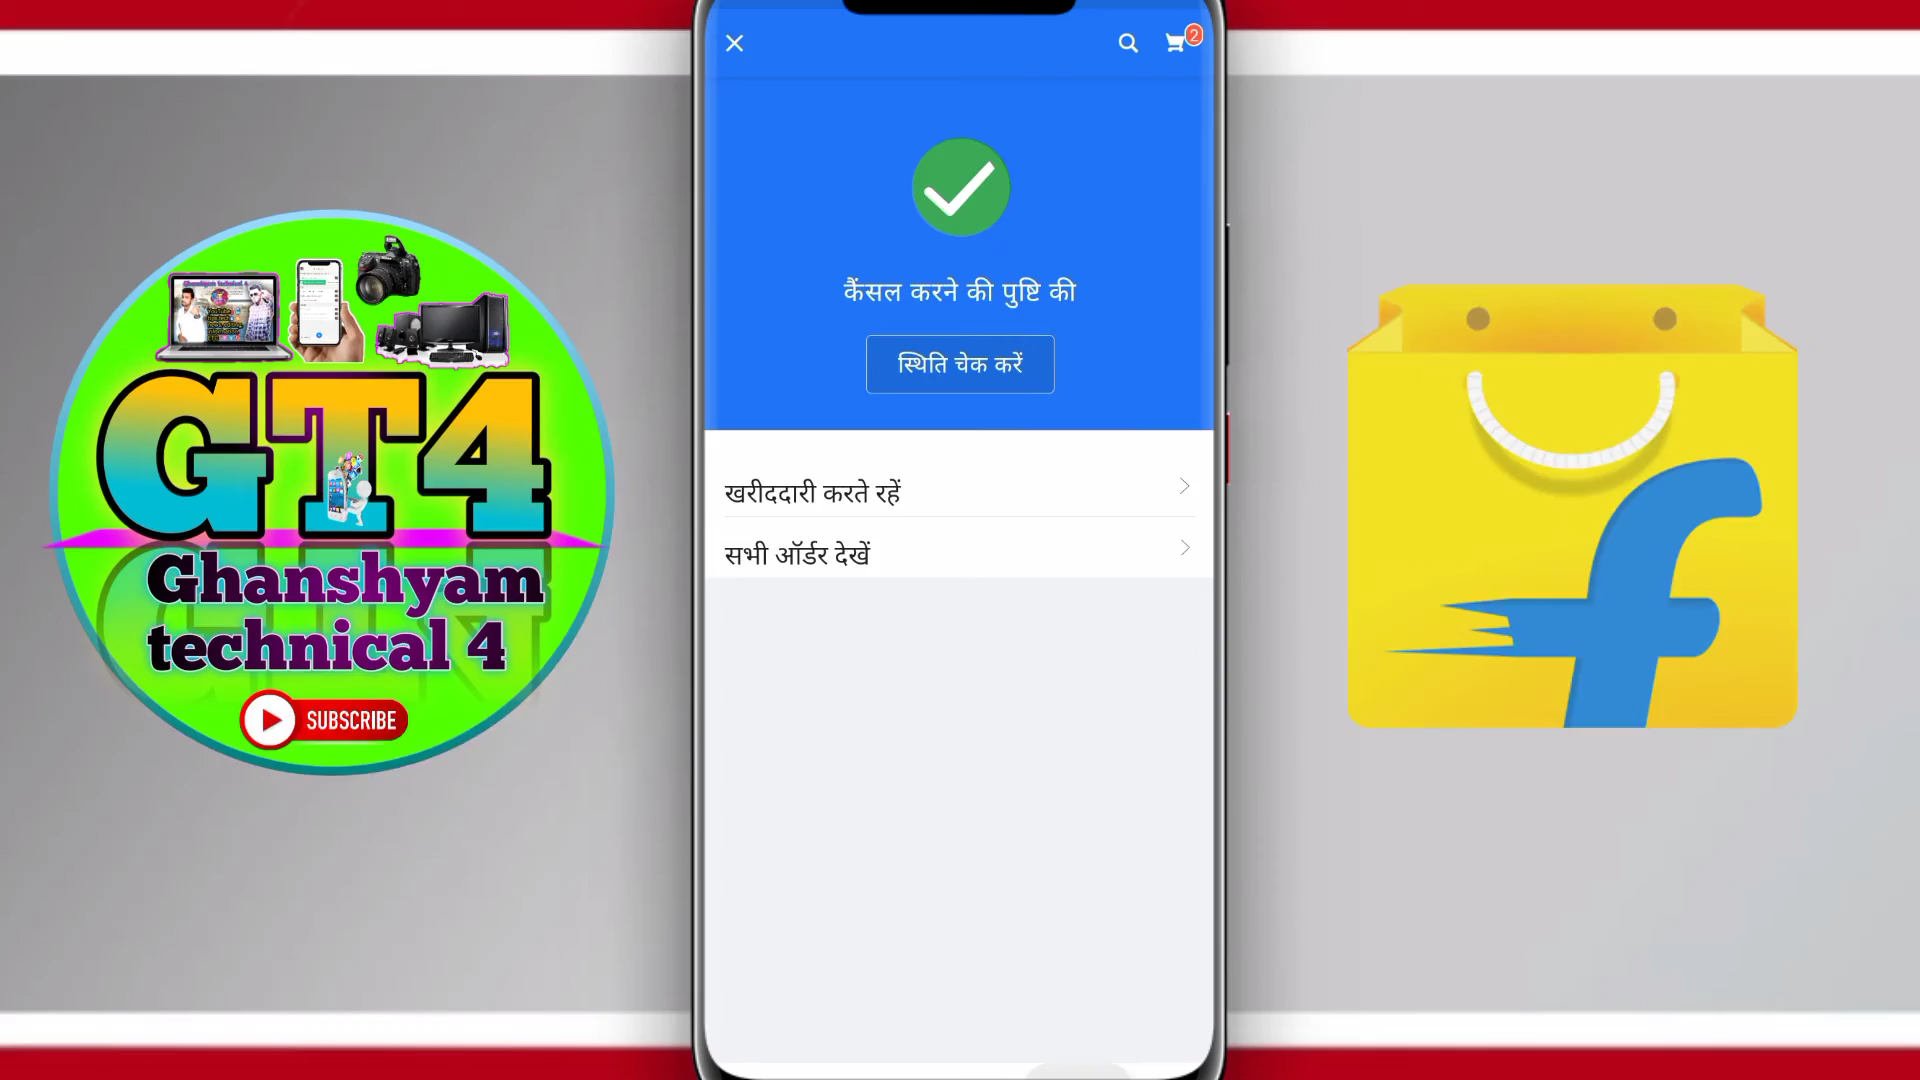 2
कैंसल करने की पुष्टि की
स्थिति चेक करें
खरीददारी करते रहें
सभी ऑर्डर देखें
GT4
Ghanshyam
technical 4
SUBSCRIBE